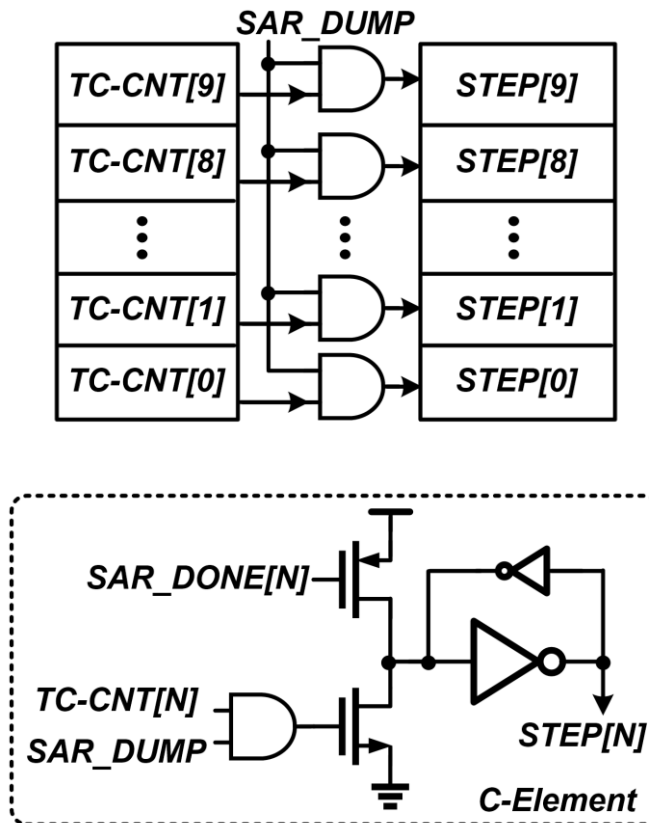 SAR_DUMP
TC-CNT[9] STEP[9]
TC-CNT[8] STEP[8]
TC-CNT[1] STEP[1]
TC-CNT[0] STEP[0]
SAR_DONE[N]
TC-CNT[N]
SAR_DUMP
STEP[N]
C-Element